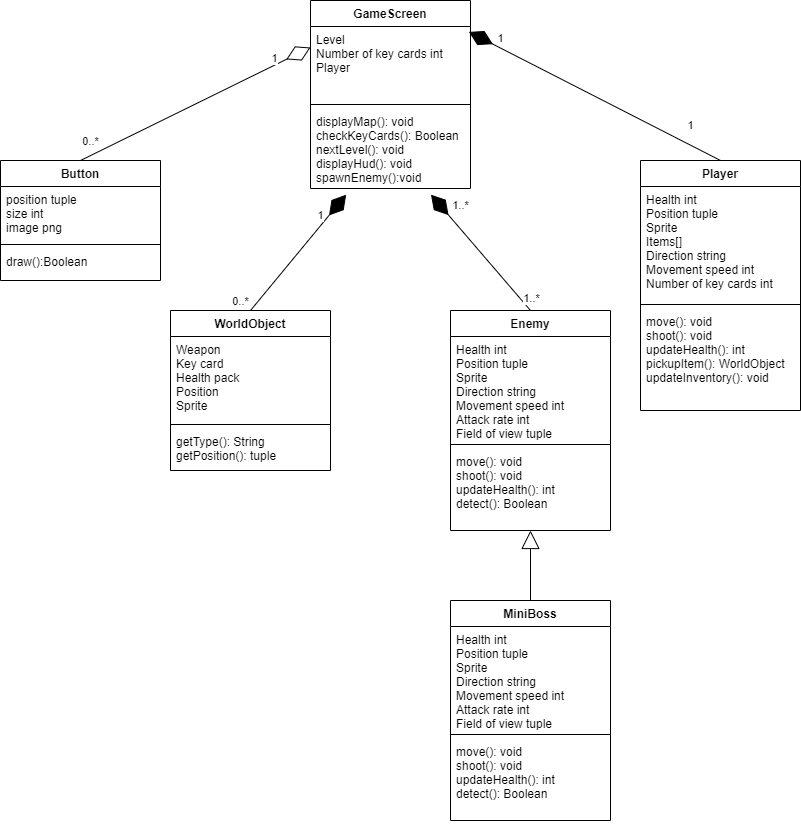 GameScreen
Level
Number of key cards int
Player
displayMap(): void
checkKeyCards(): Boolean
nextLevel(): void
displayHud(): void
spawnEnemy():void
1
1
0..*
1
Button
position tuple
size int
image png
draw():Boolean
Player
Health int
Position tuple
Sprite
Items[]
Direction string
Movement speed int
Number of key cards int
move(): void
shoot(): void
updateHealth(): int
pickupItem(): WorldObject
updateInventory(): void
1
1..*
0..*
1..*
WorldObject
Weapon
Key card
Health pack
Position
Sprite
getType(): String
getPosition(): tuple
Enemy
Health int
Position tuple
Sprite
Direction string
Movement speed int
Attack rate int
Field of view tuple
move(): void
shoot(): void
updateHealth(): int
detect(): Boolean
MiniBoss
Health int
Position tuple
Sprite
Direction string
Movement speed int
Attack rate int
Field of view tuple
move(): void
shoot(): void
updateHealth(): int
detect(): Boolean